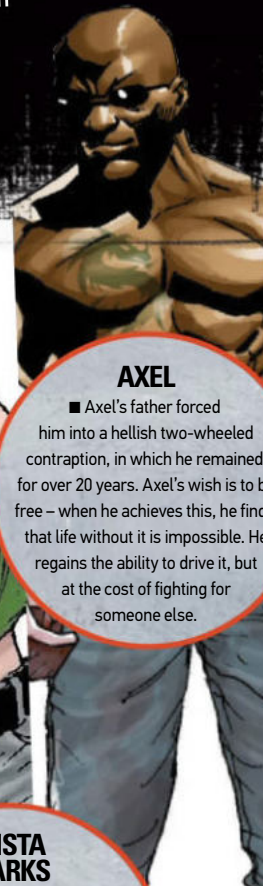 AXEL
■ Axel's father forced
him into a hellish two-wheeled
contraption, in which he remained
for over 20 years. Axel's wish is to b
free – when he achieves this, he find
that life without it is impossible. He
regains the ability to drive it, but
at the cost of fighting for
someone else.
ISTA
ARKS